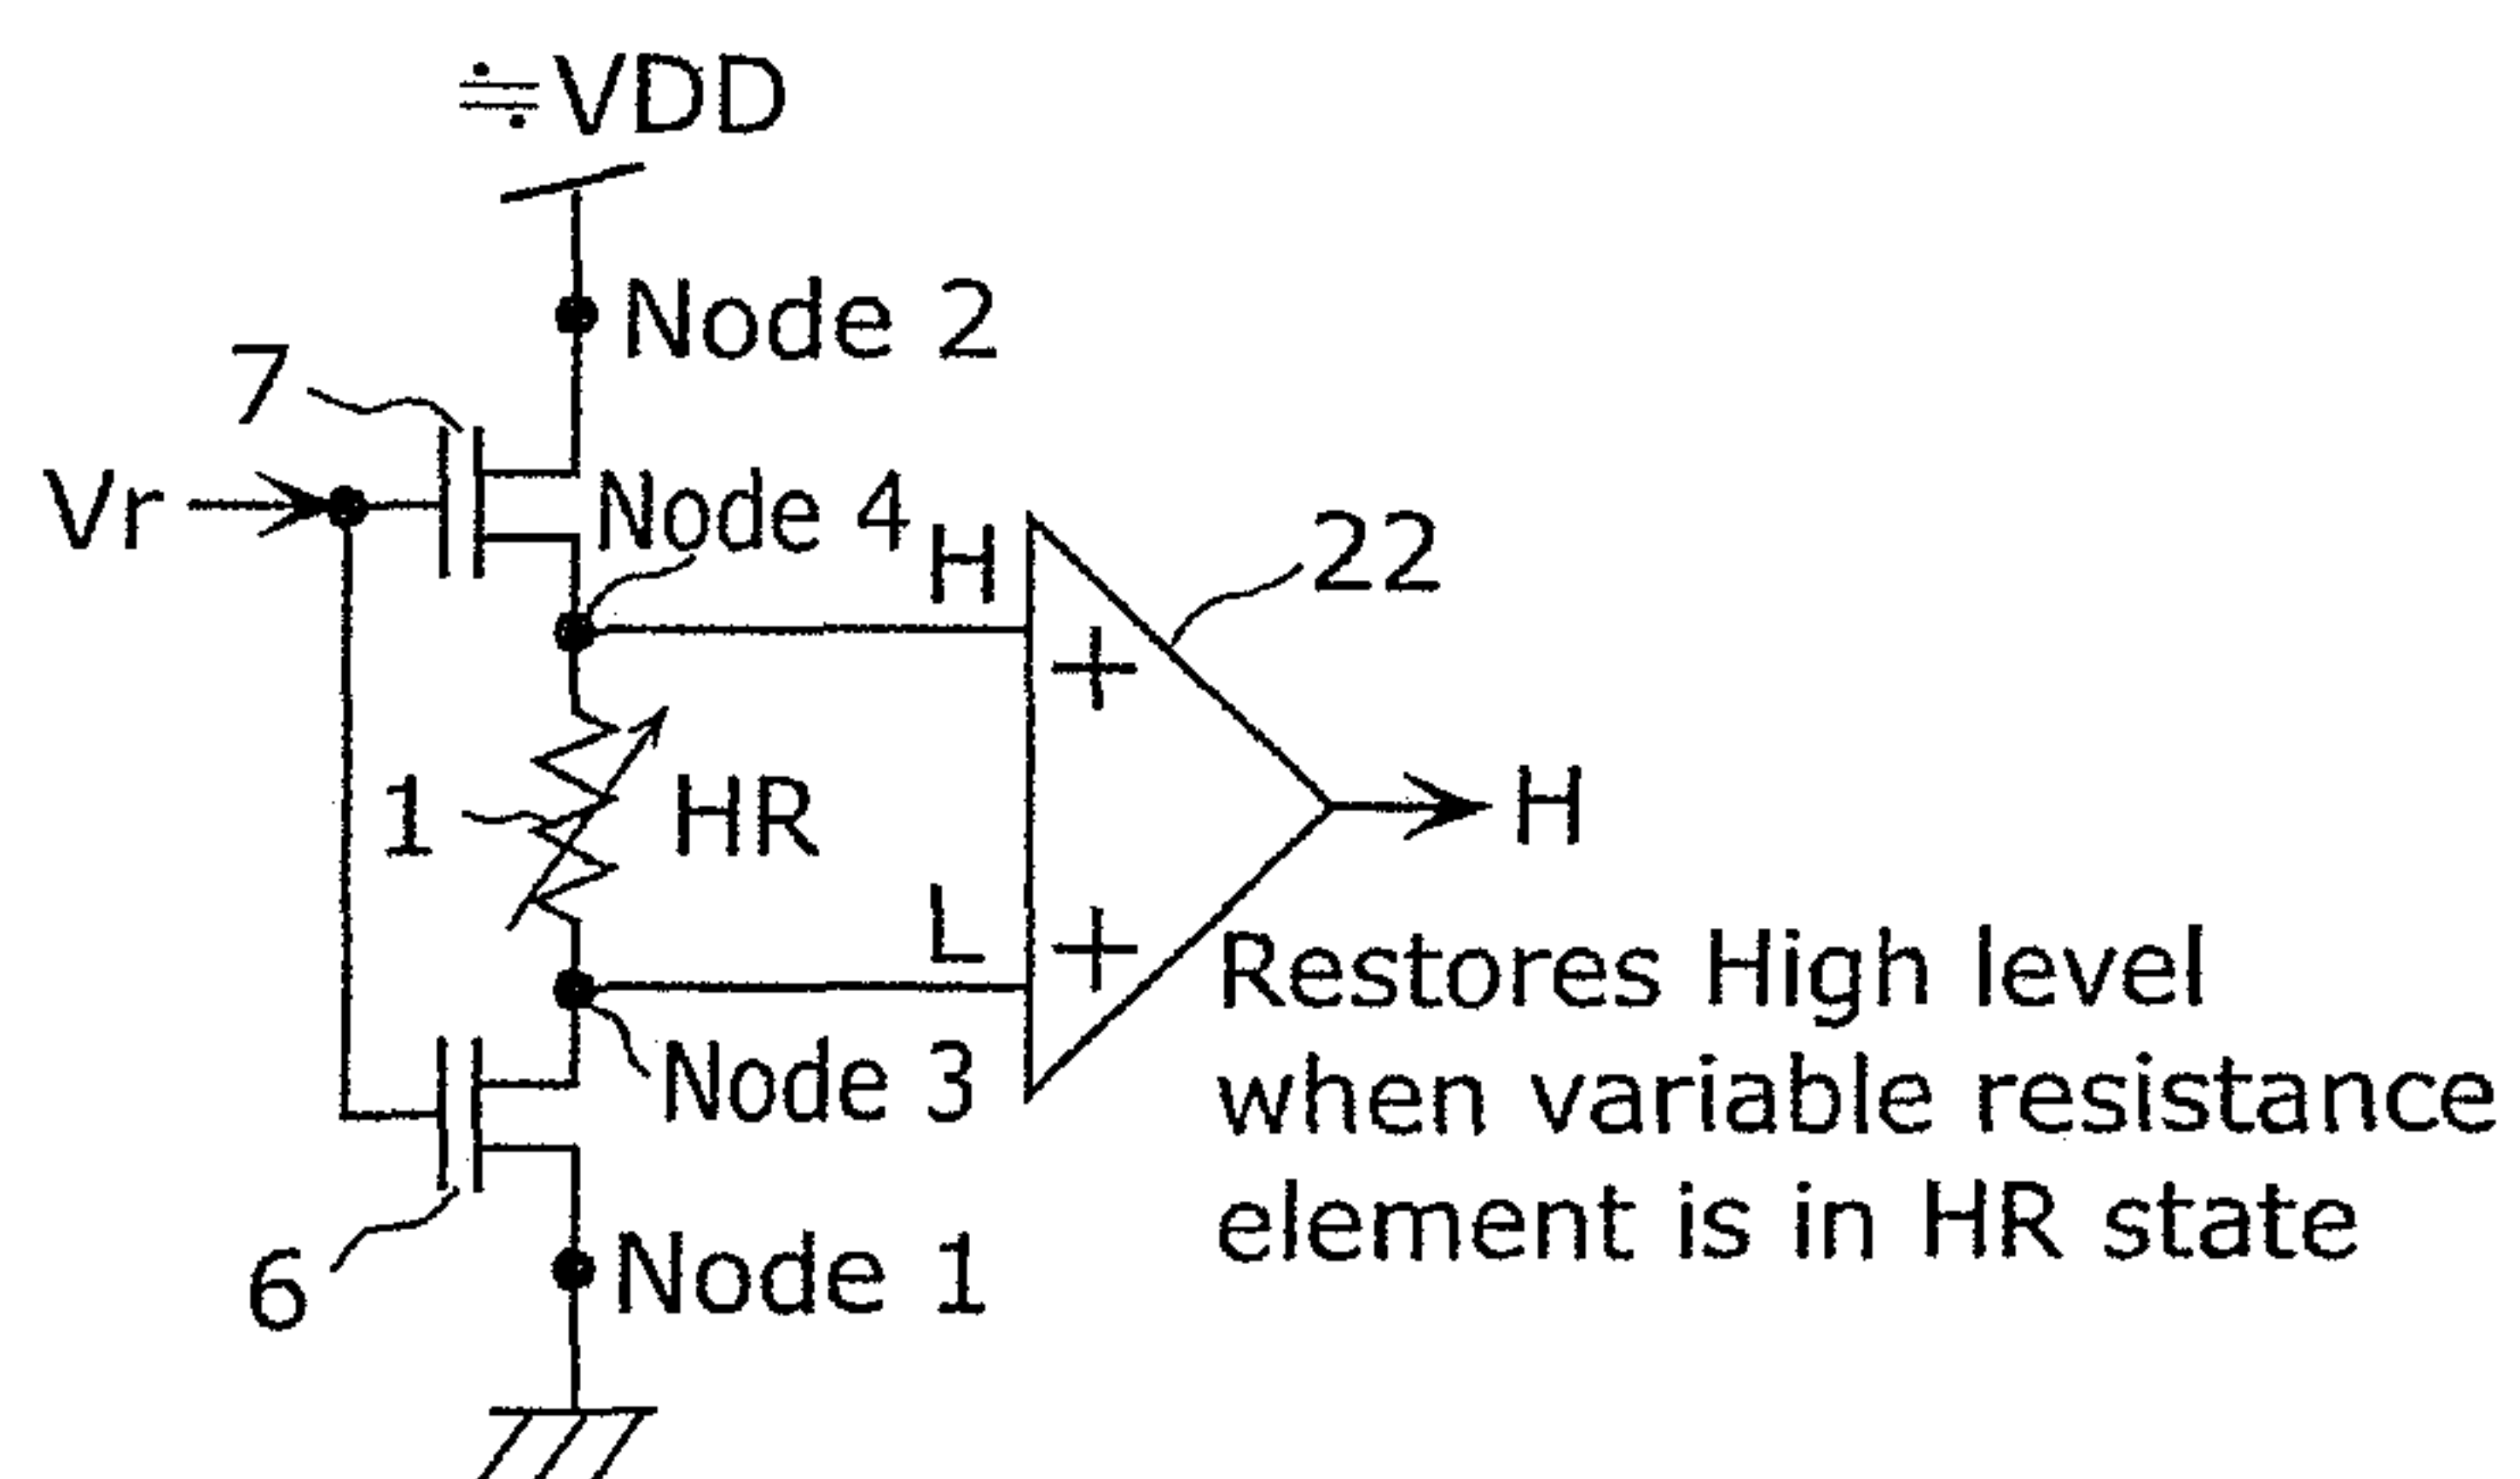 ≒VDD
Node 2
7
Vr
Node 4
H
22
+
1
HR
H
L
+
Restores High level
when variable resistance
element is in HR state
Node 3
6
Node 1